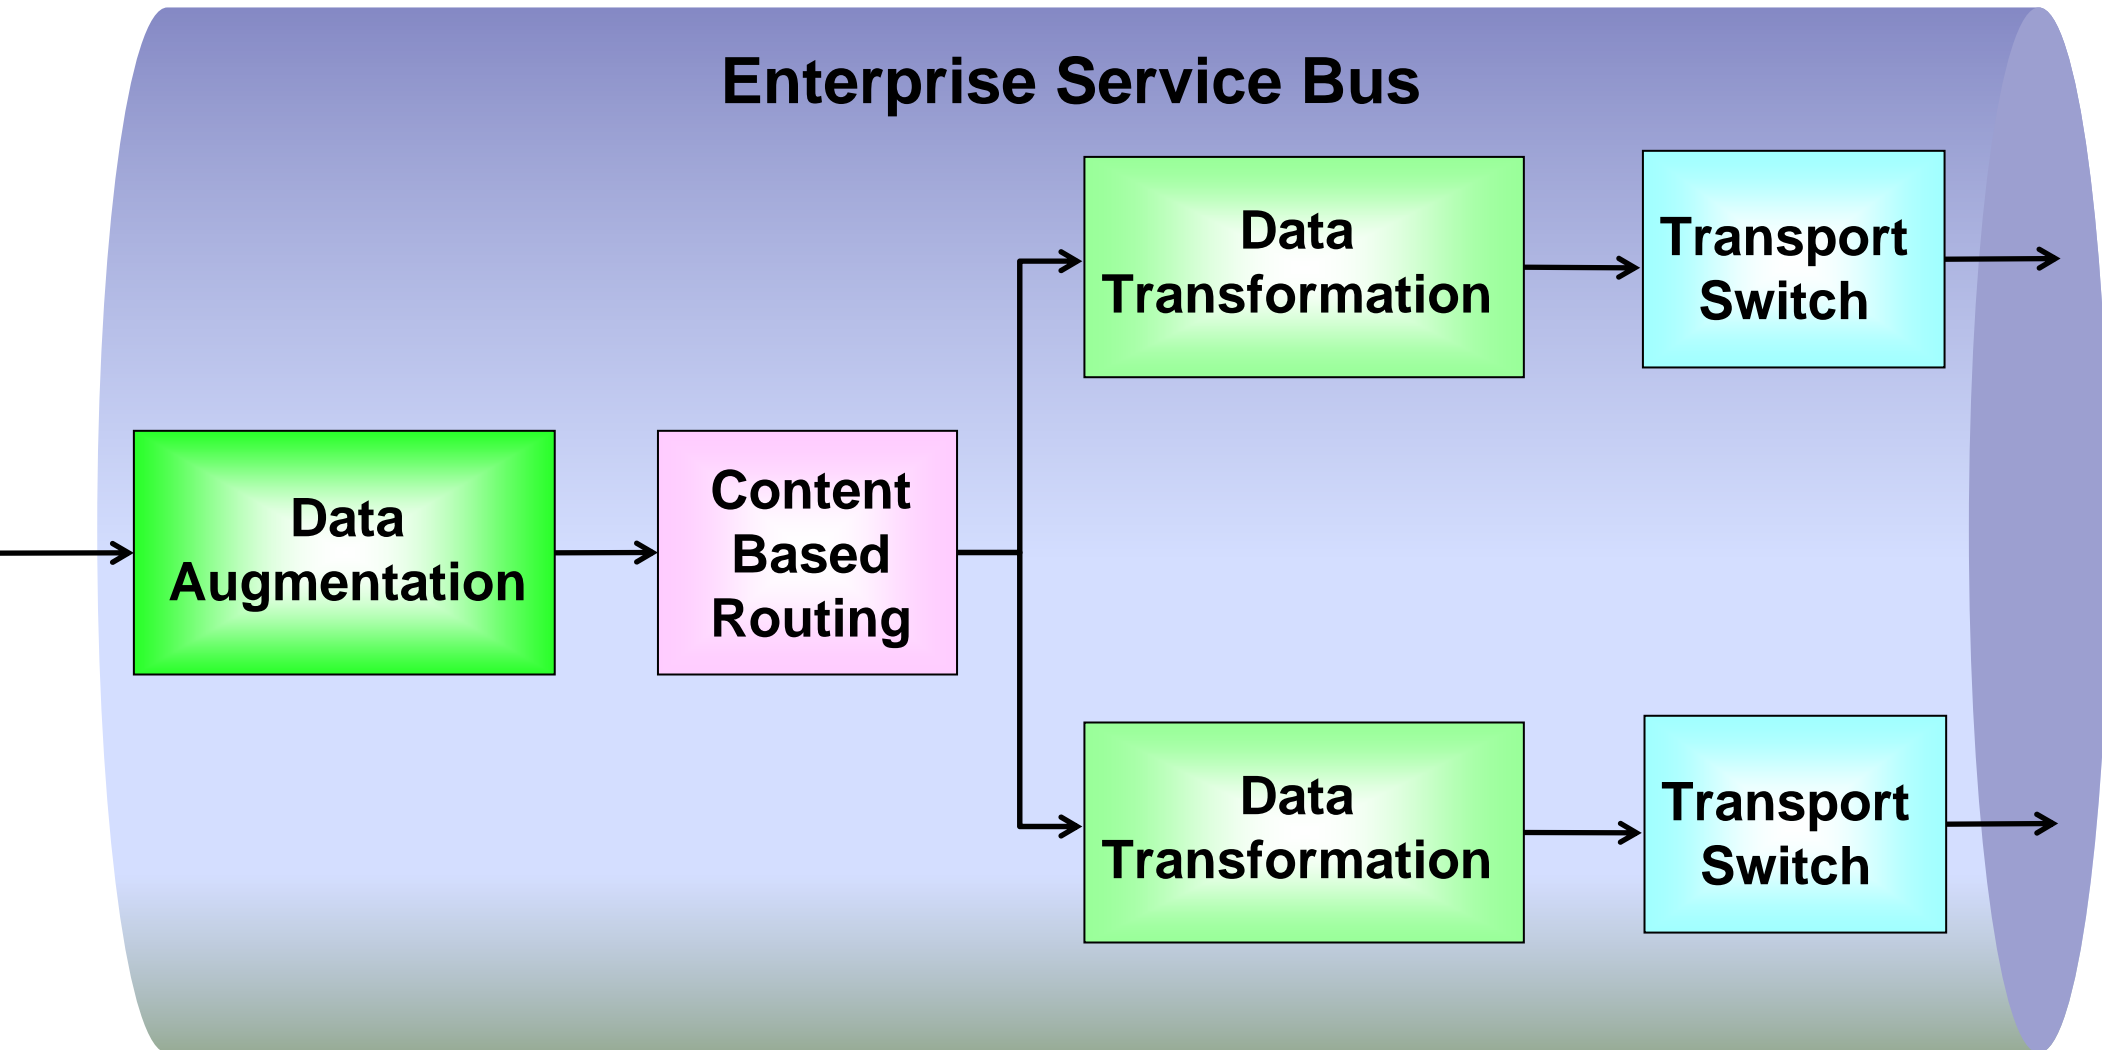 Enterprise Service Bus
Data
Transformation
Transport
Switch
Data
Augmentation
Content
Based
Routing
Data
Transformation
Transport
Switch